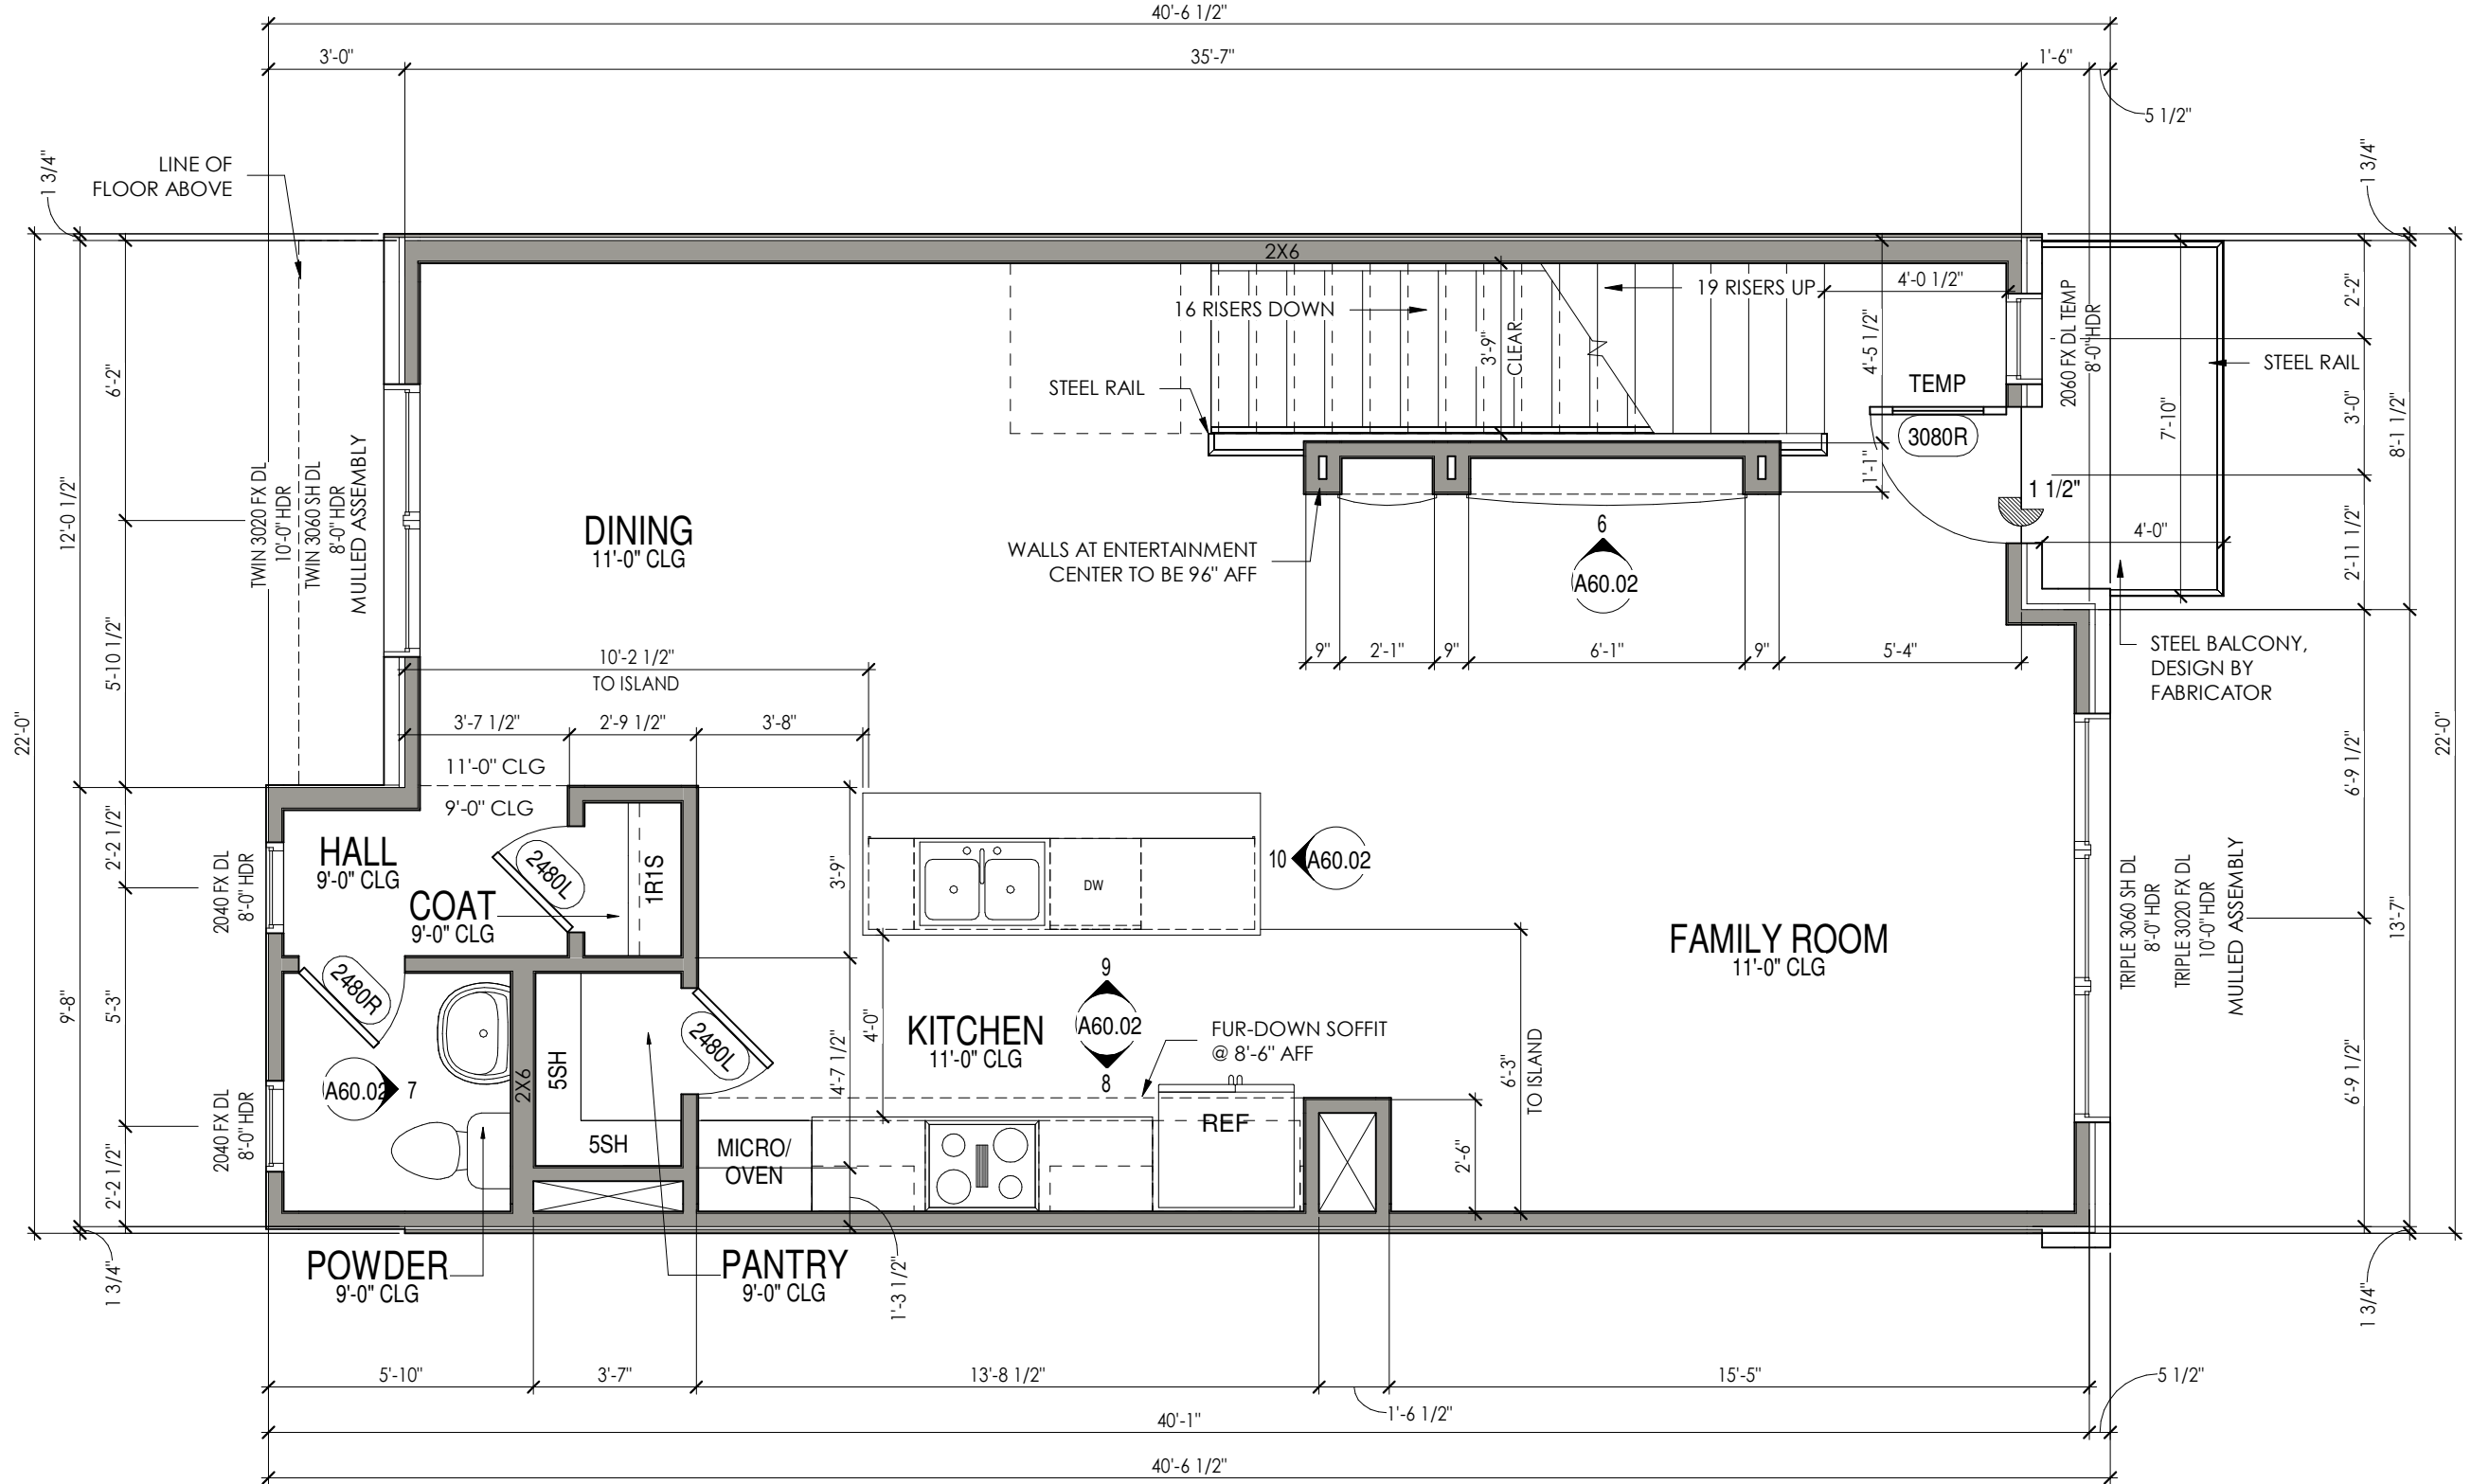 40'-6 1/2"
3'-0"
35'-7"
1'-6"
5 1/2"
1 3/4"
LINE OF
FLOOR ABOVE
1 3/4"
2X6
16 RISERS DOWN
19 RISERS UP
4'-0 1/2"
3'-9"
CLEAR
4'-5 1/2"
1'-1"
STEEL RAIL
TEMP
3080R
2060 FX DL TEMP
8'-0" HDR
STEEL RAIL
7'-10"
2'-2"
3'-0"
2'-11 1/2"
8'-1 1/2"
1 1/2"
4'-0"
6'-2"
5'-10 1/2"
12'-0 1/2"
22'-0"
TWIN 3020 FX DL
10'-0" HDR
TWIN 3060 SH DL
8'-0" HDR
MULLED ASSEMBLY
DINING
11'-0" CLG
WALLS AT ENTERTAINMENT
CENTER TO BE 96" AFF
6
A60.02
9"
2'-1"
9"
6'-1"
9"
5'-4"
STEEL BALCONY,
DESIGN BY
FABRICATOR
10'-2 1/2"
TO ISLAND
3'-7 1/2"
2'-9 1/2"
3'-8"
11'-0" CLG
9'-0" CLG
HALL
9'-0" CLG
COAT
9'-0" CLG
2480L
1R1S
3'-9"
DW
10
A60.02
2040 FX DL
8'-0" HDR
2'-2 1/2"
5'-3"
2'-2 1/2"
9'-8"
2040 FX DL
8'-0" HDR
2480R
A60.02
7
2X6
5SH
5SH
2480L
4'-7 1/2"
4'-0"
KITCHEN
11'-0" CLG
9
A60.02
8
FUR-DOWN SOFFIT
@ 8'-6" AFF
MICRO/
OVEN
REF
2'-6"
6'-3"
TO ISLAND
FAMILY ROOM
11'-0" CLG
TRIPLE 3060 SH DL
8'-0" HDR
TRIPLE 3020 FX DL
10'-0" HDR
MULLED ASSEMBLY
6'-9 1/2"
6'-9 1/2"
13'-7"
22'-0"
POWDER
9'-0" CLG
PANTRY
9'-0" CLG
1'-3 1/2"
1 3/4"
1 3/4"
5'-10"
3'-7"
13'-8 1/2"
1'-6 1/2"
15'-5"
5 1/2"
40'-1"
40'-6 1/2"